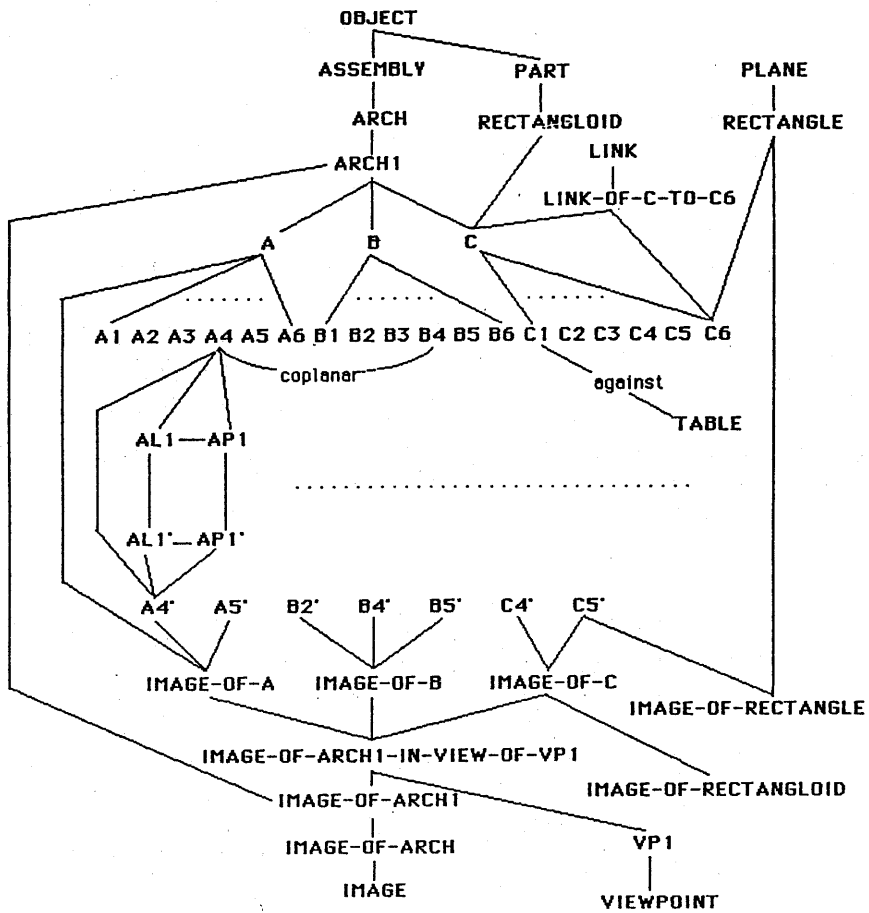 OBJECT
ASSEMBLY PART PLANE
ARCH RECTANGLOID RECTANGLE
LINK
ARCH1
LINK-OF-C-TO-C6
A B C
A1 A2 A3 A4 A5 A6 B1 B2 B3 B4 B5 B6 C1 C2 C3 C4 C5 C6
coplanar against
TABLE
AL1 AP1
AL1' AP1'
A4' A5' B2' B4' B5' C4' C5'
IMAGE-OF-A IMAGE-OF-B IMAGE-OF-C
IMAGE-OF-RECTANGLE
IMAGE-OF-ARCH1-IN-VIEW-OF-VP1
IMAGE-OF-RECTANGLOID
IMAGE-OF-ARCH1
VP1
IMAGE-OF-ARCH
IMAGE
VIEWPOINT